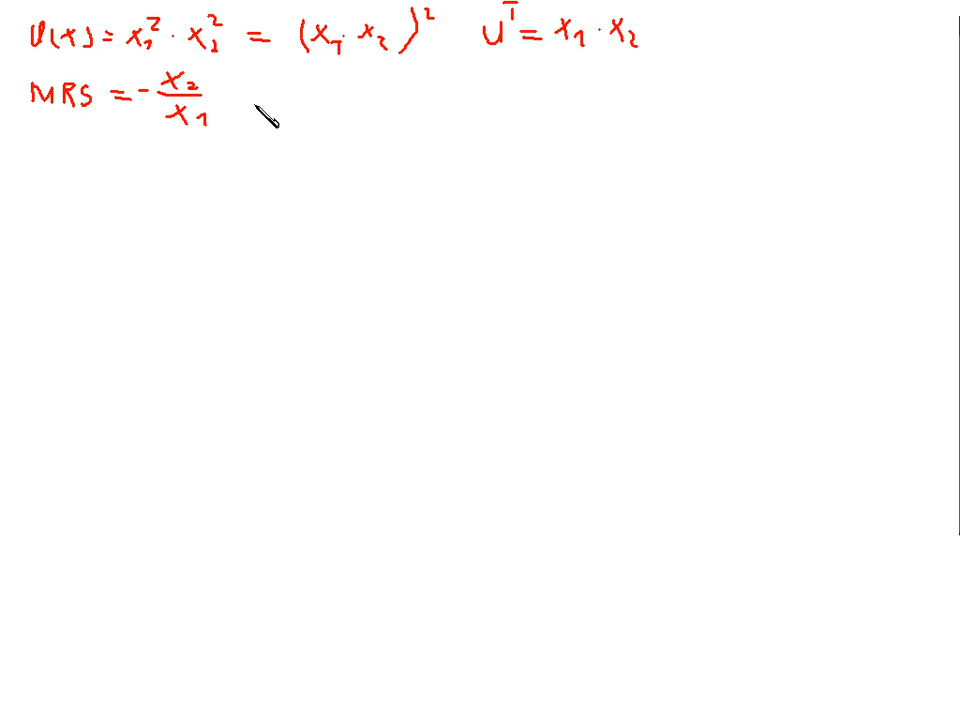 U(x) = x₁² · x₂² = (x₁ · x₂)² U^T = x₁ · x₂
MRS = - x₂/x₁